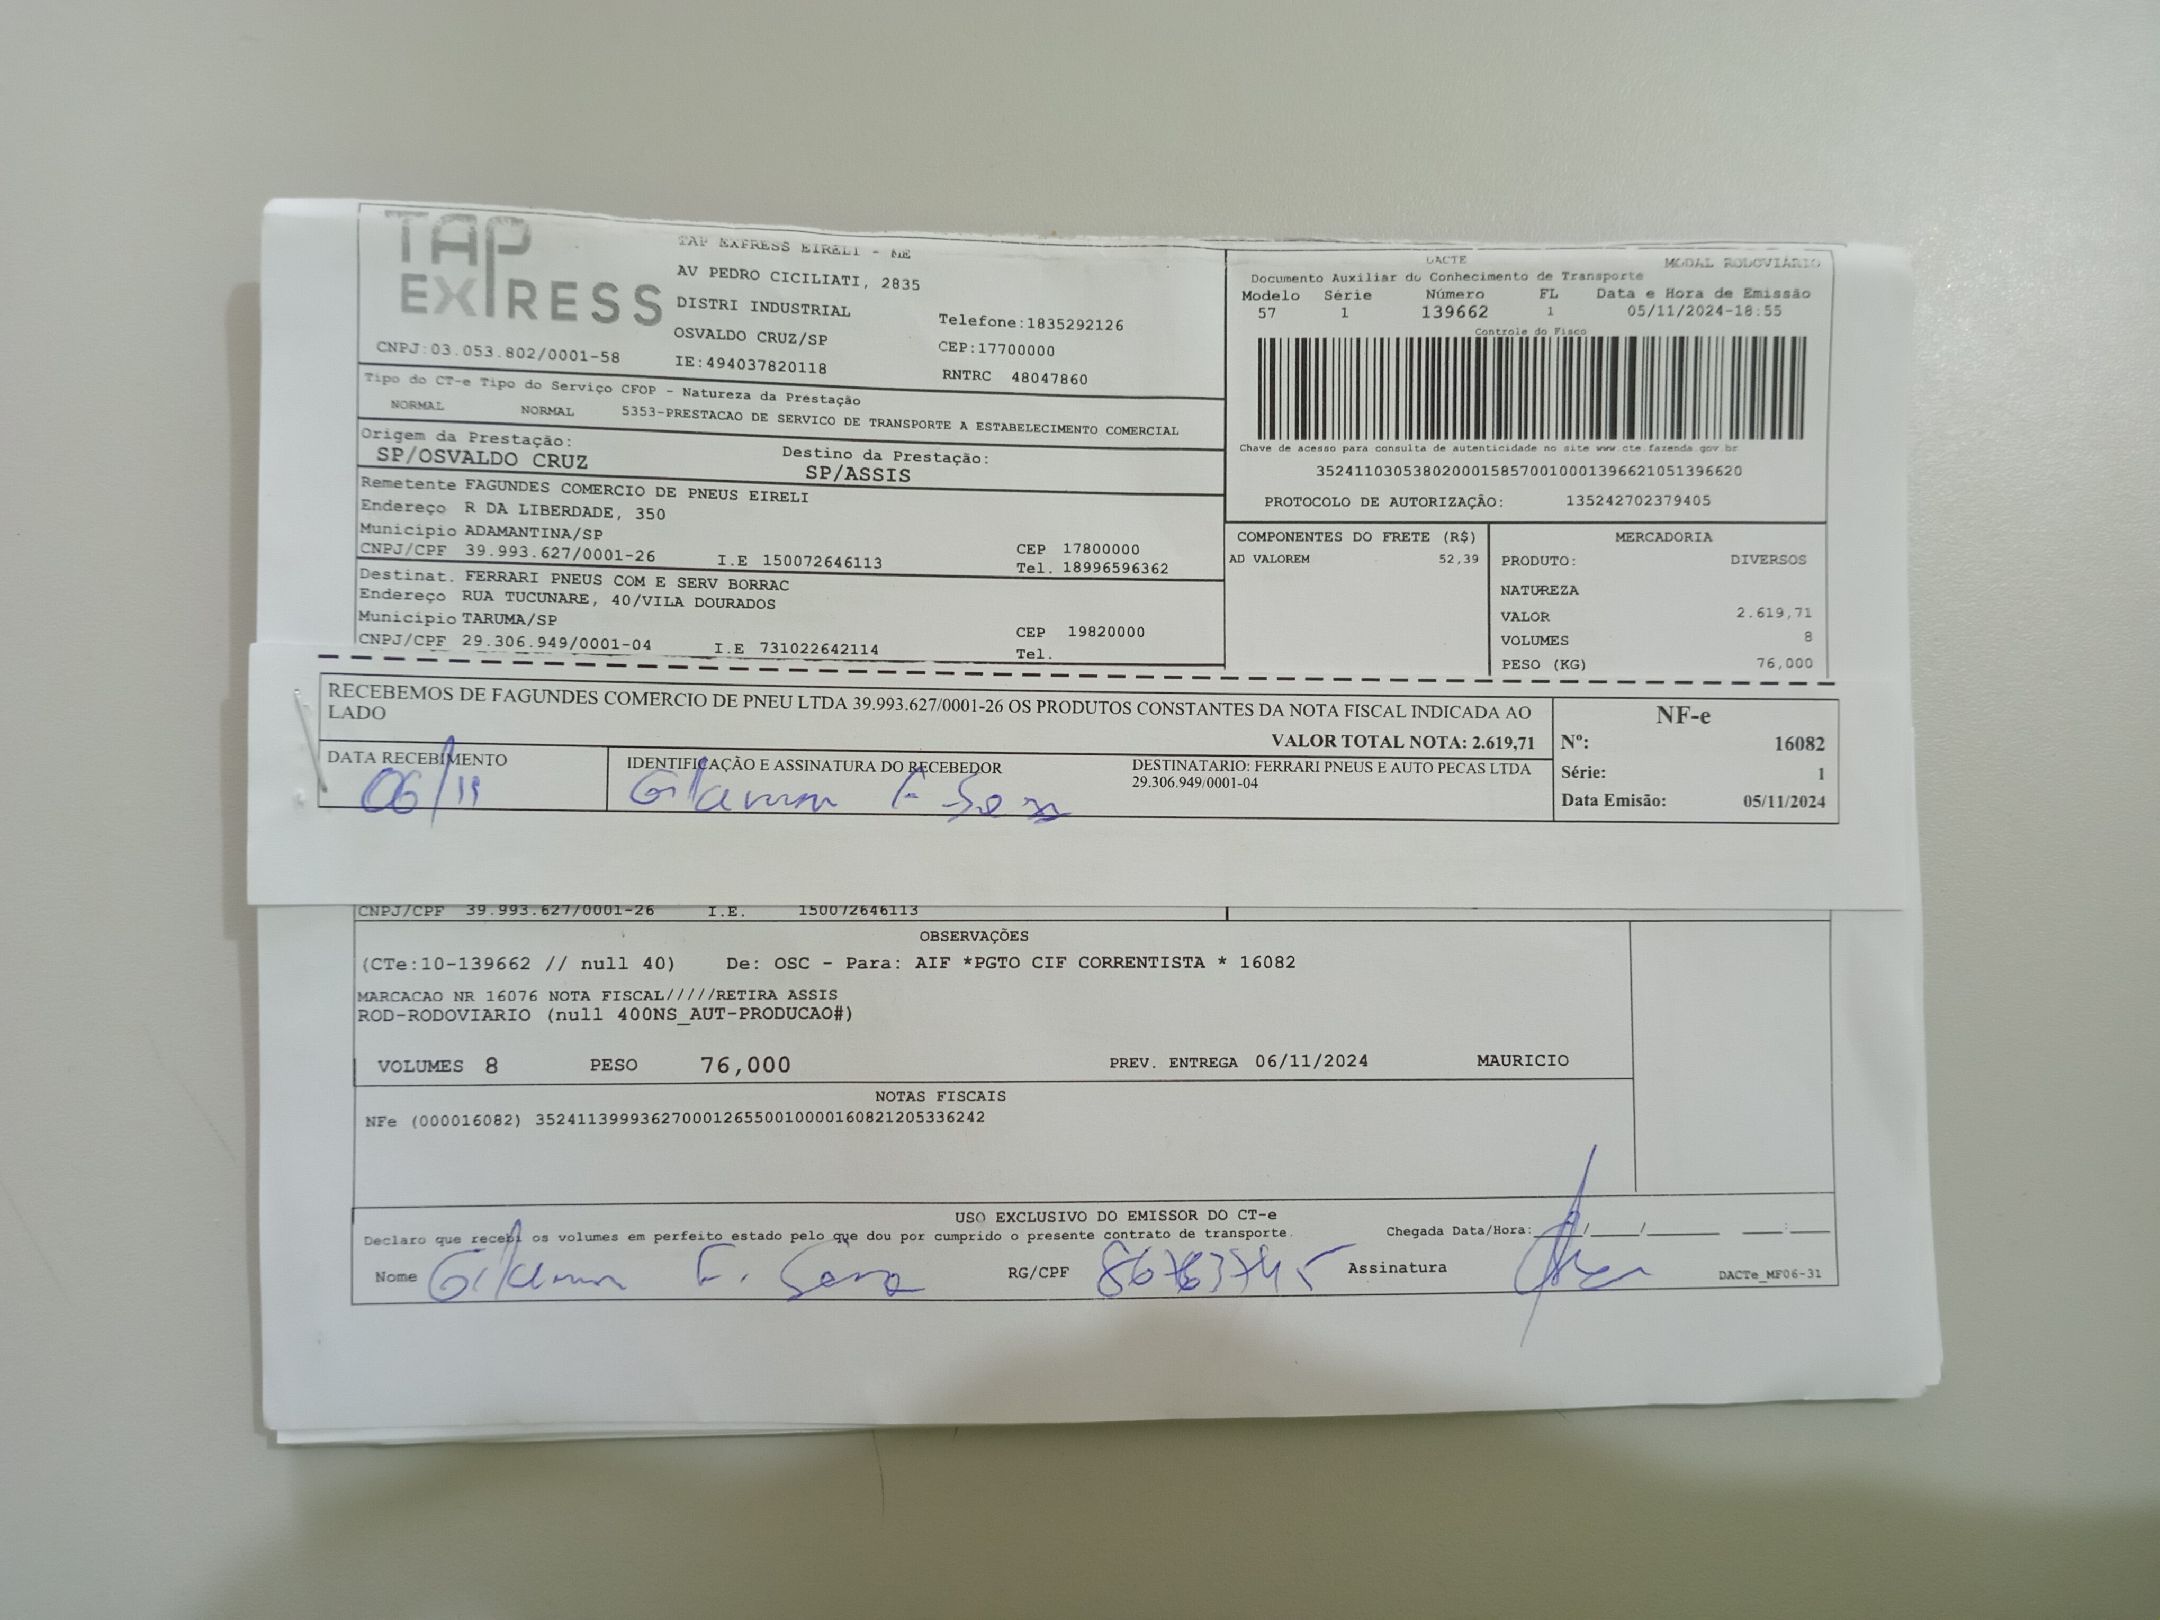 TAP
EXPRESS
CNPJ:03.053.802/0001-58
TAP EXPRESS EIRELI - ME
AV PEDRO CICILIATI, 2835
DISTRI INDUSTRIAL
OSVALDO CRUZ/SP
IE:494037820118
Telefone:1835292126
CEP:17700000
RNTRC 48047860
DACTE MODAL RODOVIÁRIO
Documento Auxiliar do Conhecimento de Transporte
Modelo Série Número FL Data e Hora de Emissão
57 1 139662 1 05/11/2024-18:55
Controle do Fisco
Chave de acesso para consulta de autenticidade no site www.cte.fazenda.gov.br
35241103053802000158570010001396621051396620
PROTOCOLO DE AUTORIZAÇÃO: 135242702379405
Tipo do CT-e Tipo do Serviço CFOP - Natureza da Prestação
NORMAL NORMAL 5353-PRESTACAO DE SERVICO DE TRANSPORTE A ESTABELECIMENTO COMERCIAL
Origem da Prestação: Destino da Prestação:
SP/OSVALDO CRUZ SP/ASSIS
Remetente FAGUNDES COMERCIO DE PNEUS EIRELI
Endereço R DA LIBERDADE, 350
Municipio ADAMANTINA/SP CEP 17800000
CNPJ/CPF 39.993.627/0001-26 I.E 150072646113 Tel. 18996596362
Destinat. FERRARI PNEUS COM E SERV BORRAC
Endereço RUA TUCUNARE, 40/VILA DOURADOS
Municipio TARUMA/SP CEP 19820000
CNPJ/CPF 29.306.949/0001-04 I.E 731022642114 Tel.
COMPONENTES DO FRETE (R$)
AD VALOREM 52,39
MERCADORIA
PRODUTO: DIVERSOS
NATUREZA
VALOR 2.619,71
VOLUMES 8
PESO (KG) 76,000
RECEBEMOS DE FAGUNDES COMERCIO DE PNEU LTDA 39.993.627/0001-26 OS PRODUTOS CONSTANTES DA NOTA FISCAL INDICADA AO
LADO
VALOR TOTAL NOTA: 2.619,71
DATA RECEBIMENTO
06/11
IDENTIFICAÇÃO E ASSINATURA DO RECEBEDOR
DESTINATARIO: FERRARI PNEUS E AUTO PECAS LTDA
29.306.949/0001-04
NF-e
Nº: 16082
Série: 1
Data Emisão: 05/11/2024
CNPJ/CPF 39.993.627/0001-26 I.E. 150072646113
OBSERVAÇÕES
(CTe:10-139662 // null 40) De: OSC - Para: AIF *PGTO CIF CORRENTISTA * 16082
MARCACAO NR 16076 NOTA FISCAL/////RETIRA ASSIS
ROD-RODOVIARIO (null 400NS_AUT-PRODUCAO#)
VOLUMES 8 PESO 76,000 PREV. ENTREGA 06/11/2024 MAURICIO
NOTAS FISCAIS
NFe (000016082) 35241139993627000126550010000160821205336242
USO EXCLUSIVO DO EMISSOR DO CT-e
Declaro que recebi os volumes em perfeito estado pelo que dou por cumprido o presente contrato de transporte. Chegada Data/Hora:
Nome RG/CPF Assinatura
DACTe_MF06-31